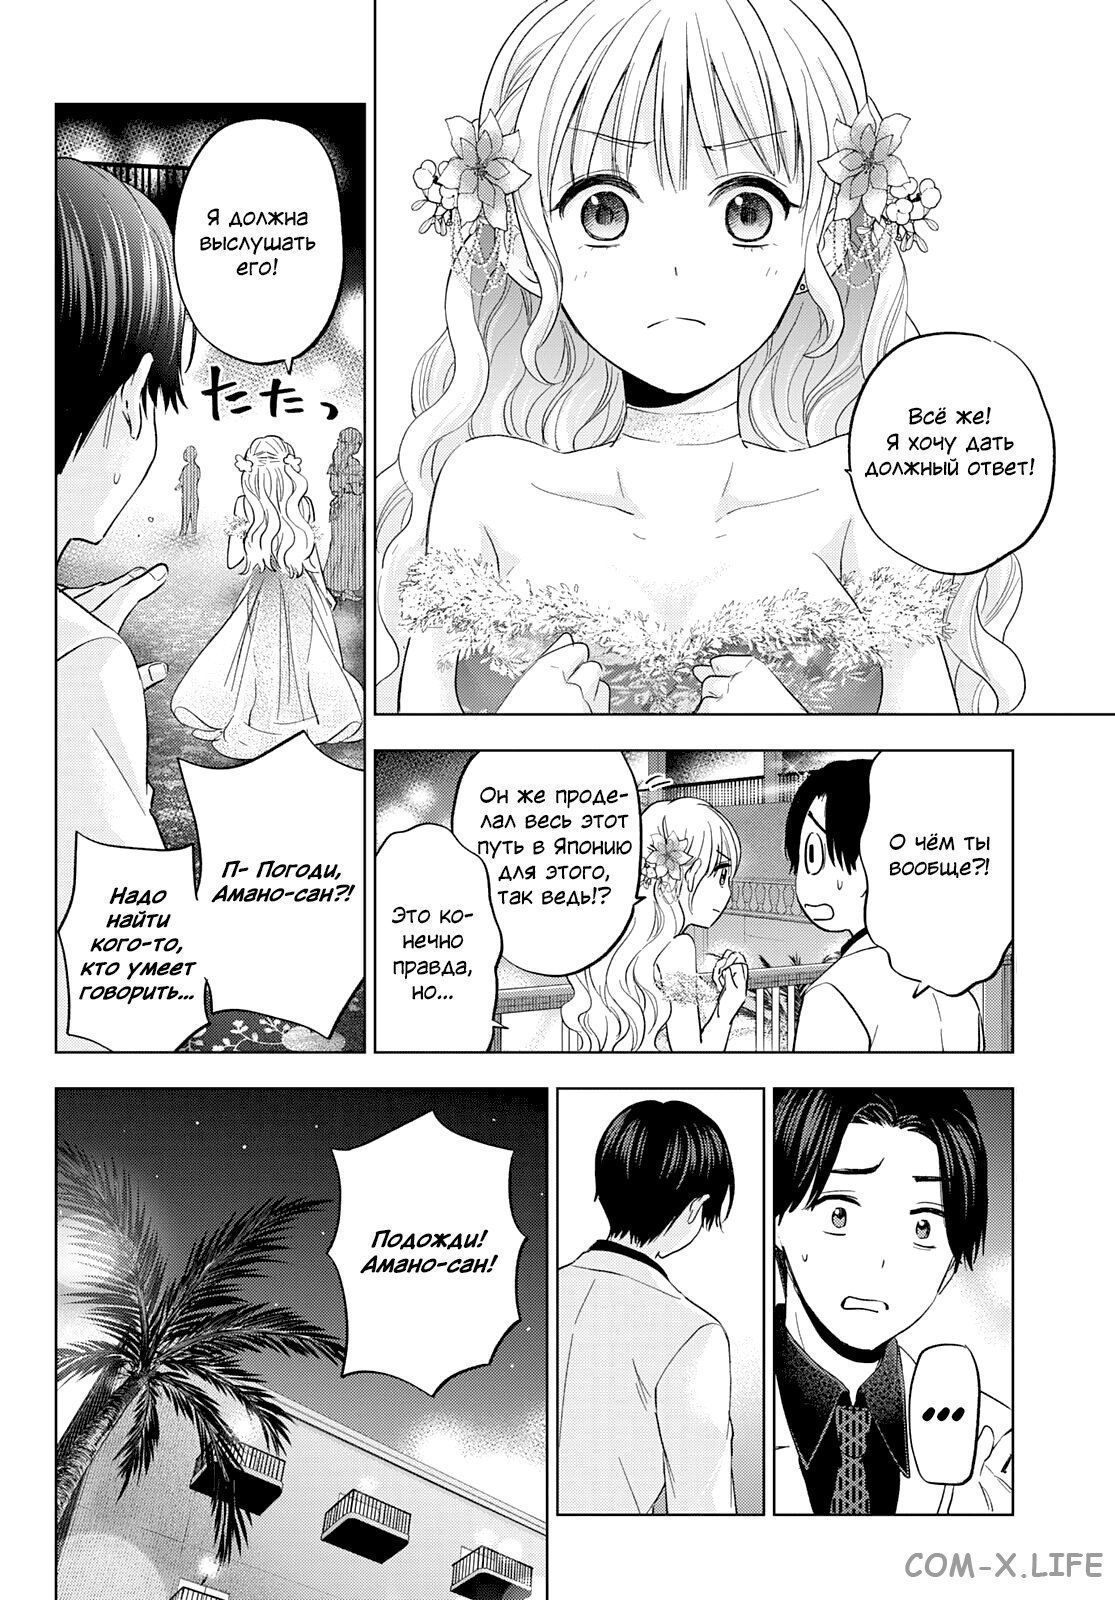 Всё же!
Я хочу дать
должный ответ!
Я должна
выслушать
его!
たたっ
О чём ты
вообще?!
Он же проде-
лал весь этот
путь в Японию
для этого,
так ведь!?
Это ко-
нечно
правда,
но...
П- Погоди,
Амано-сан?!
Надо
найти
кого-то,
кто умеет
говорить...
...
Подожди!
Амано-сан!
COM-X.LIFE